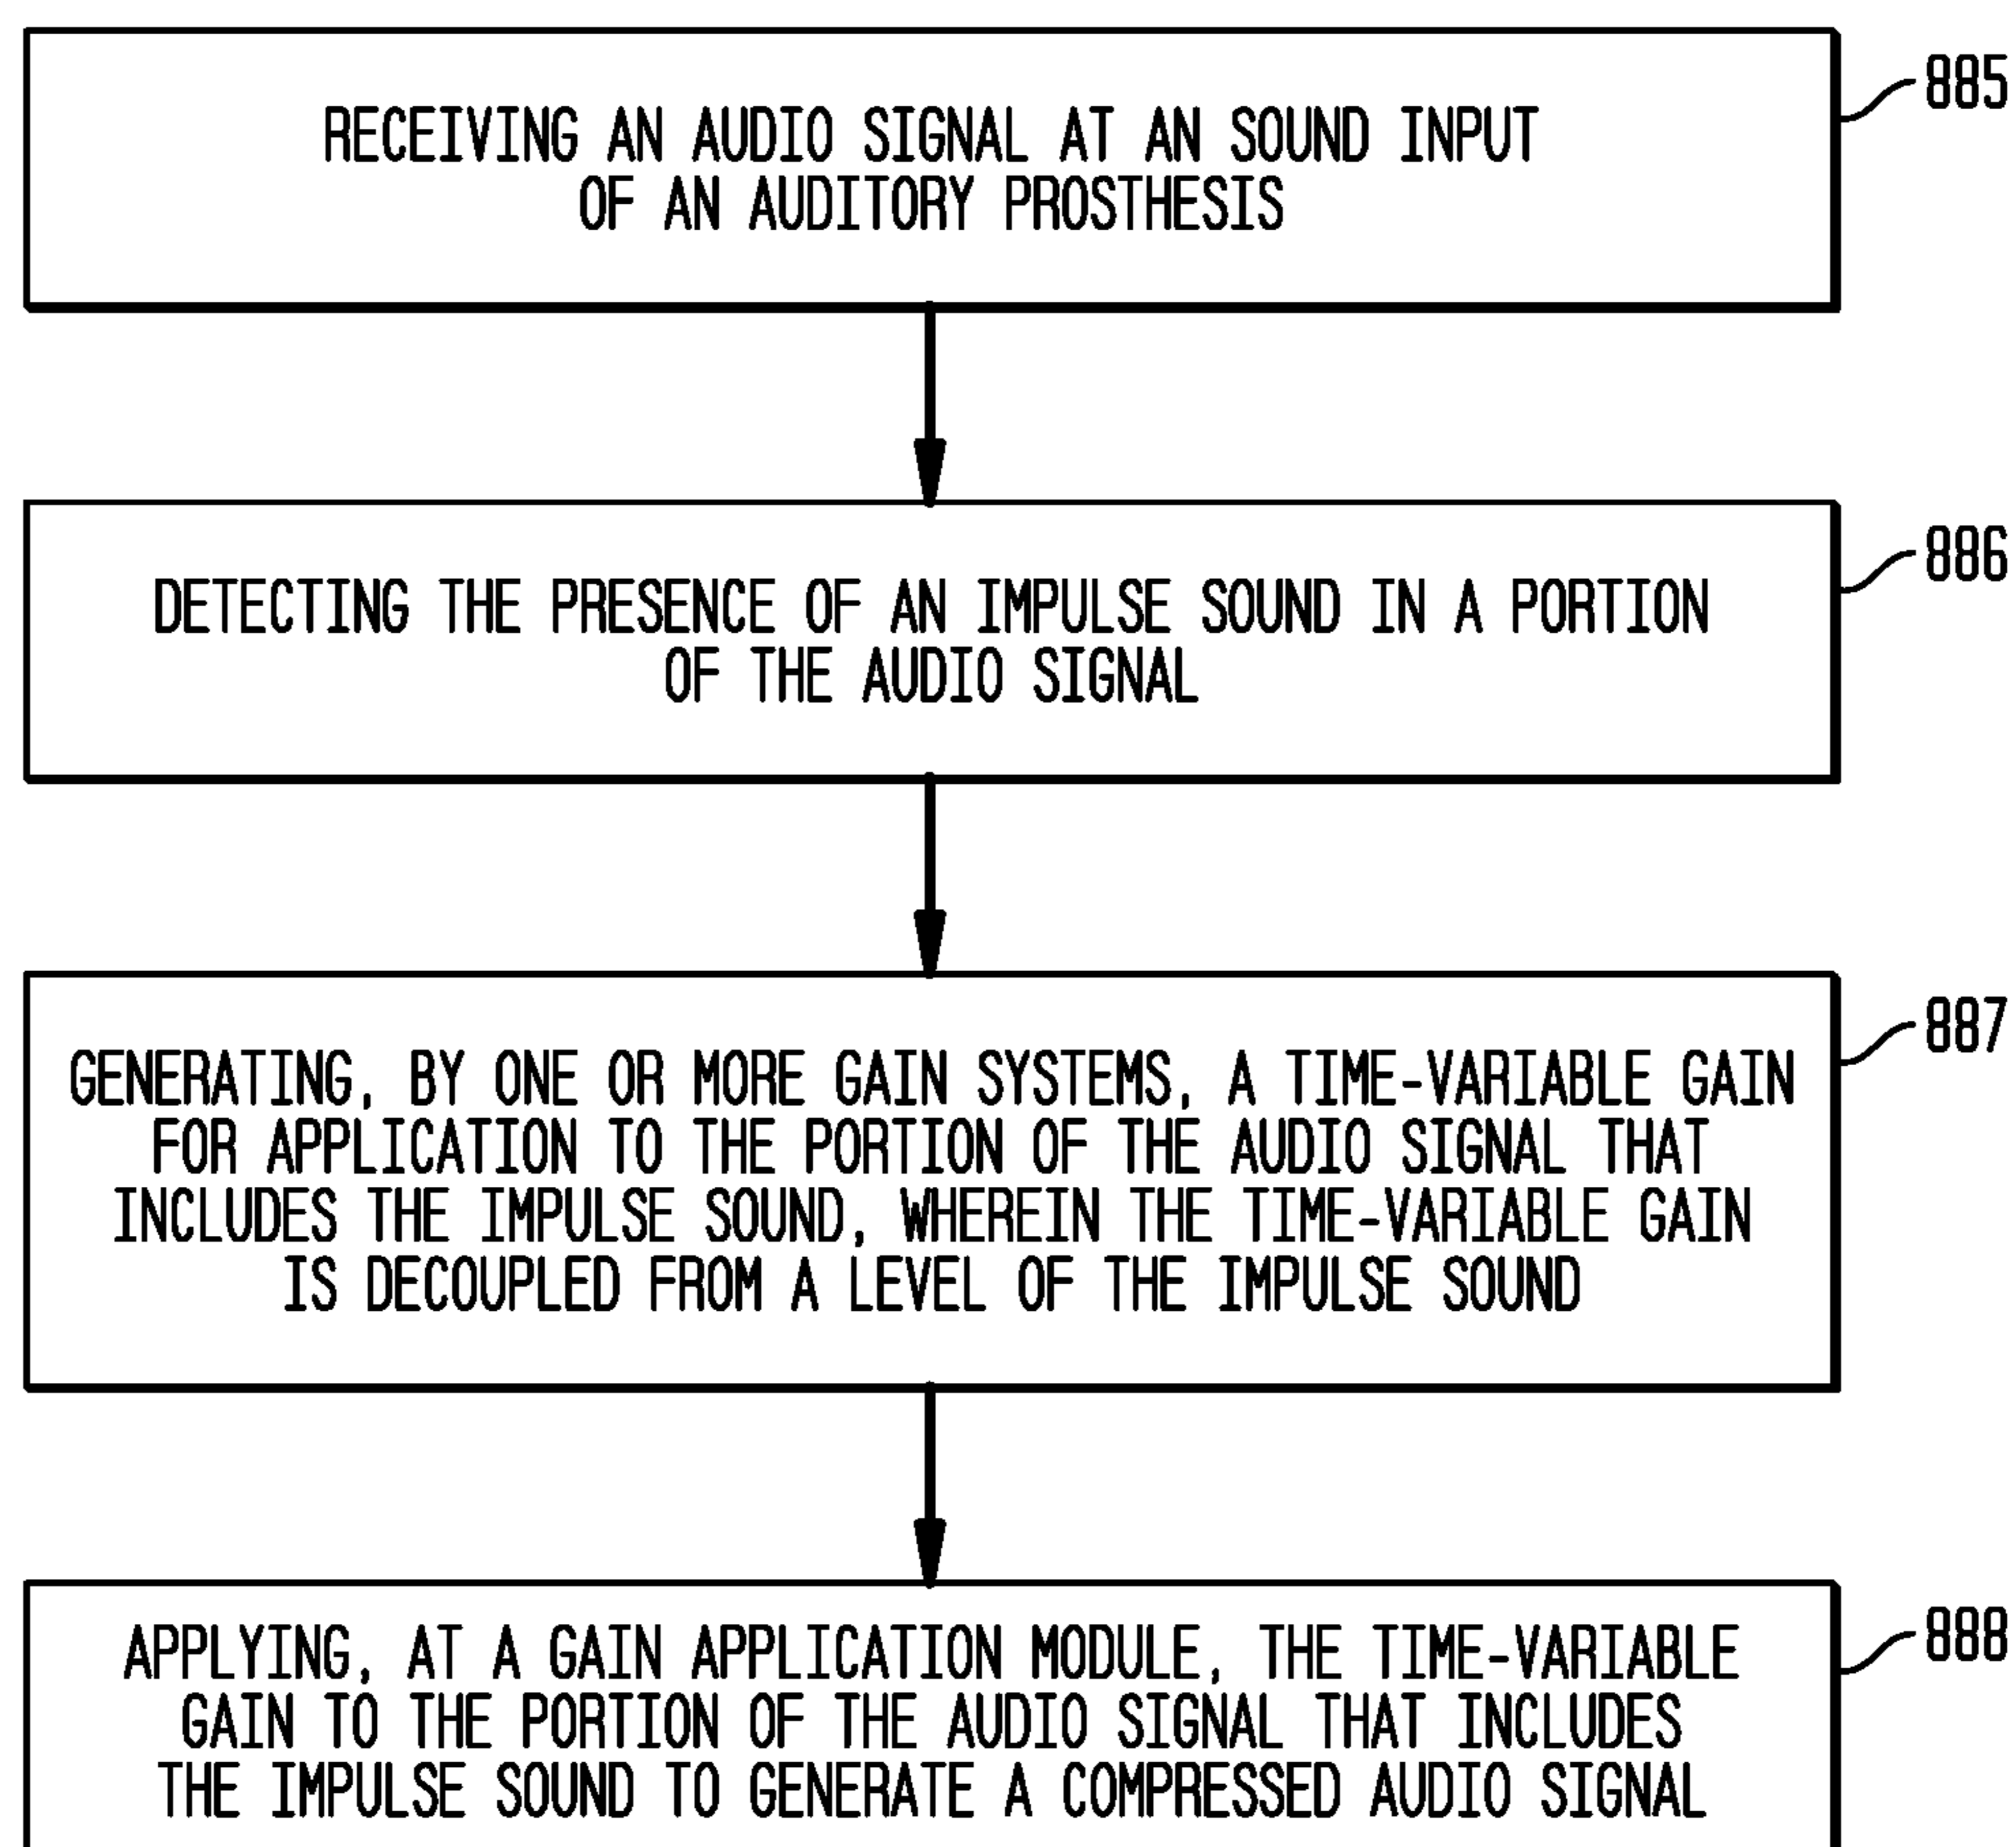 RECEIVING AN AUDIO SIGNAL AT AN SOUND INPUT
OF AN AUDITORY PROSTHESIS
885
DETECTING THE PRESENCE OF AN IMPULSE SOUND IN A PORTION
OF THE AUDIO SIGNAL
886
GENERATING, BY ONE OR MORE GAIN SYSTEMS, A TIME-VARIABLE GAIN
FOR APPLICATION TO THE PORTION OF THE AUDIO SIGNAL THAT
INCLUDES THE IMPULSE SOUND, WHEREIN THE TIME-VARIABLE GAIN
IS DECOUPLED FROM A LEVEL OF THE IMPULSE SOUND
887
APPLYING, AT A GAIN APPLICATION MODULE, THE TIME-VARIABLE
GAIN TO THE PORTION OF THE AUDIO SIGNAL THAT INCLUDES
THE IMPULSE SOUND TO GENERATE A COMPRESSED AUDIO SIGNAL
888